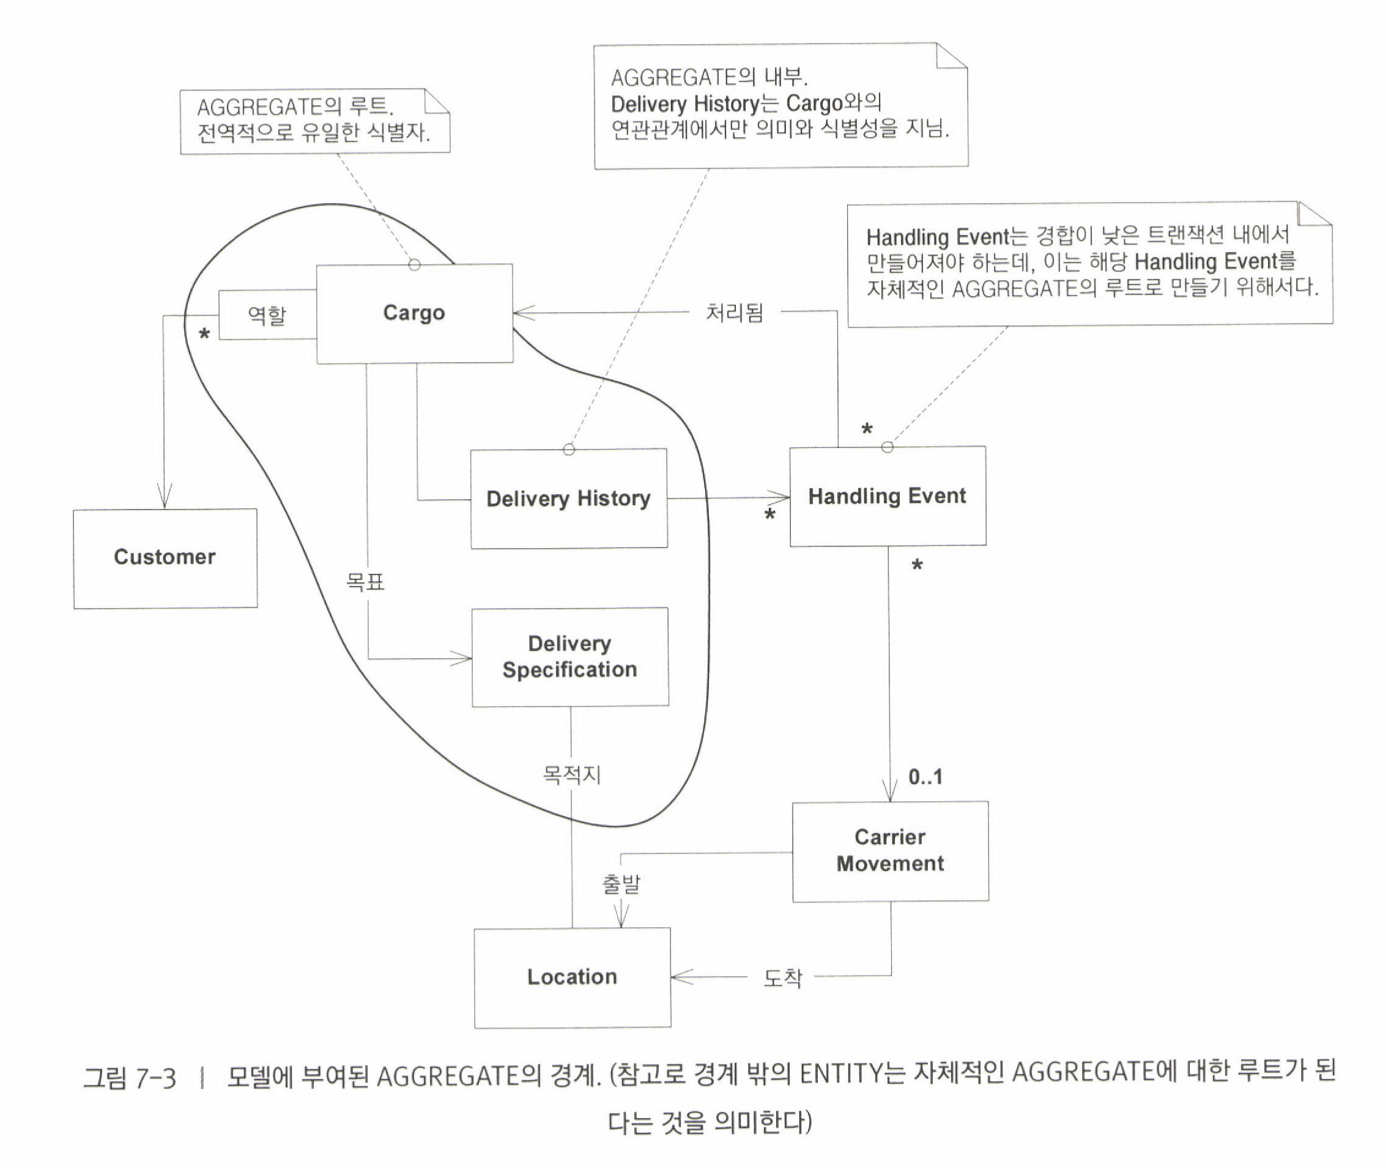 AGGREGATE의 내부.
Delivery History는 Cargo와의
연관관계에서만 의미와 식별성을 지님.
AGGREGATE의 루트.
전역적으로 유일한 식별자.
Handling Event는 경합이 낮은 트랜잭션 내에서
만들어져야 하는데, 이는 해당 Handling Event를
자체적인 AGGREGATE의 루트로 만들기 위해서다.
역할
Cargo
처리됨
*
*
Delivery History
Handling Event
*
*
Customer
목표
Delivery
Specification
목적지
0..1
Carrier
Movement
출발
Location
도착
그림 7-3 | 모델에 부여된 AGGREGATE의 경계. (참고로 경계 밖의 ENTITY는 자체적인 AGGREGATE에 대한 루트가 된
다는 것을 의미한다)